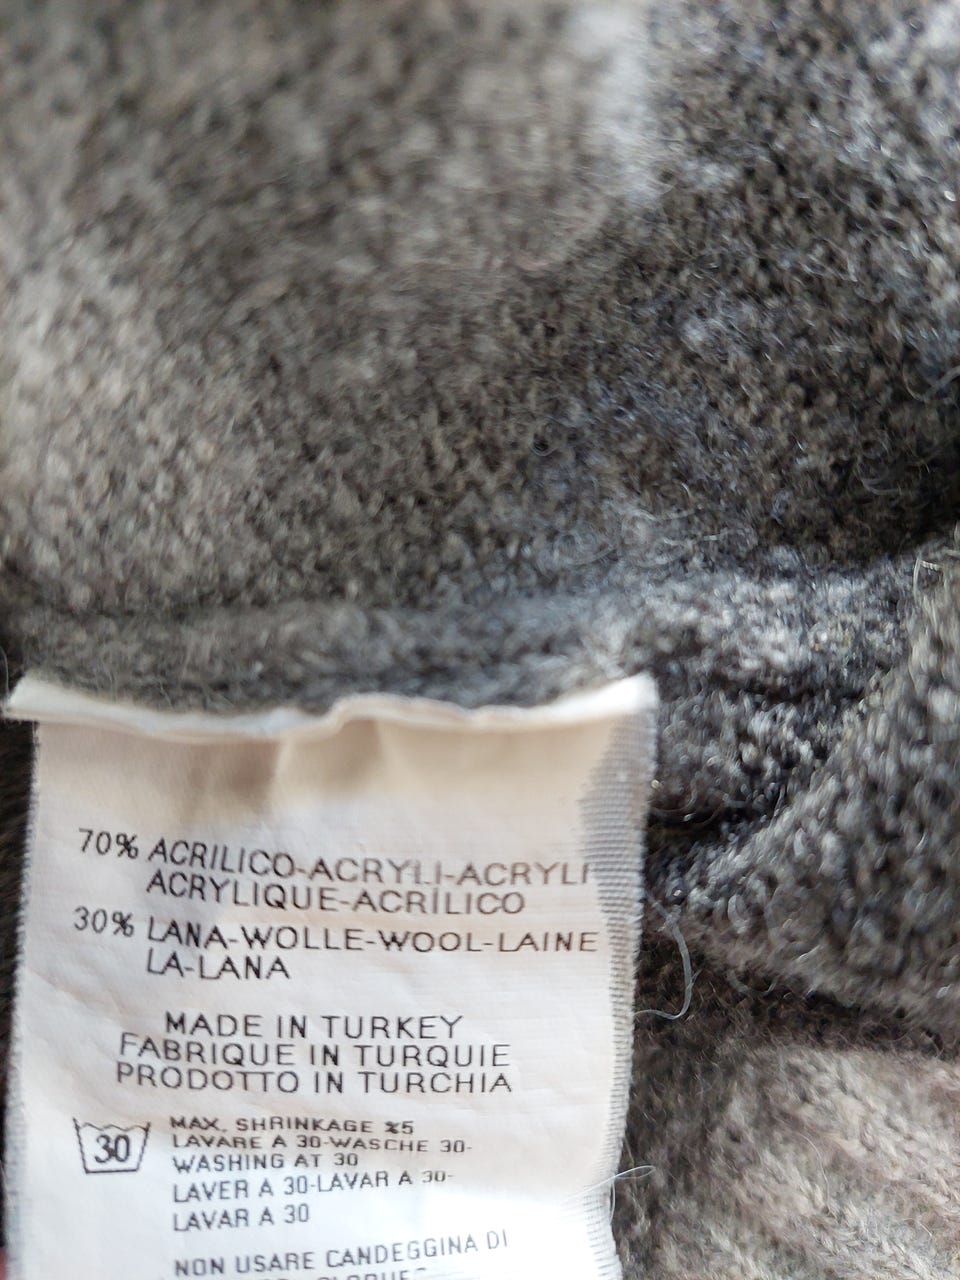 70% ACRILICO-ACRYLI-ACRYLI
ACRYLIQUE-ACRÍLICO
30% LANA-WOLLE-WOOL-LAINE
LA-LANA
MADE IN TURKEY
FABRIQUE IN TURQUIE
PRODOTTO IN TURCHIA
30
MAX. SHRINKAGE %5
LAVARE A 30-WASCHE 30-
WASHING AT 30
LAVER A 30-LAVAR A 30-
LAVAR A 30
NON USARE CANDEGGINA DI